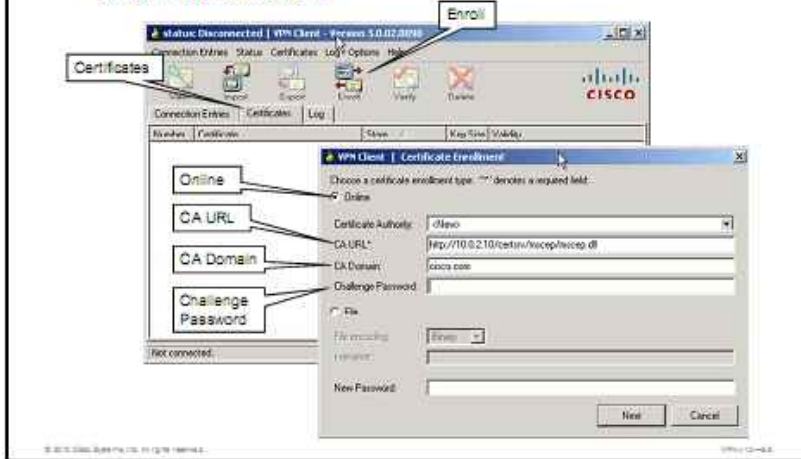 Enroll
status: Disconnected | VPN Client - Version 5.0.02.0090
Connection Entries Status Certificates Log Options Help
Certificates
Import Export Enroll Verify Delete
CISCO
Connection Entries Certificates Log
Number Certificate Store Key Size Validity
VPN Client | Certificate Enrollment
Choose a certificate enrollment type. "*" denotes a required field.
Online
Online
Certificate Authority: <New>
CA URL
CA URL*: http://10.0.2.10/certsrv/mscep/mscep.dll
CA Domain
CA Domain: cisco.com
Challenge Password
Challenge Password:
File
File encoding: Binary
Not connected.
New Password:
Next Cancel